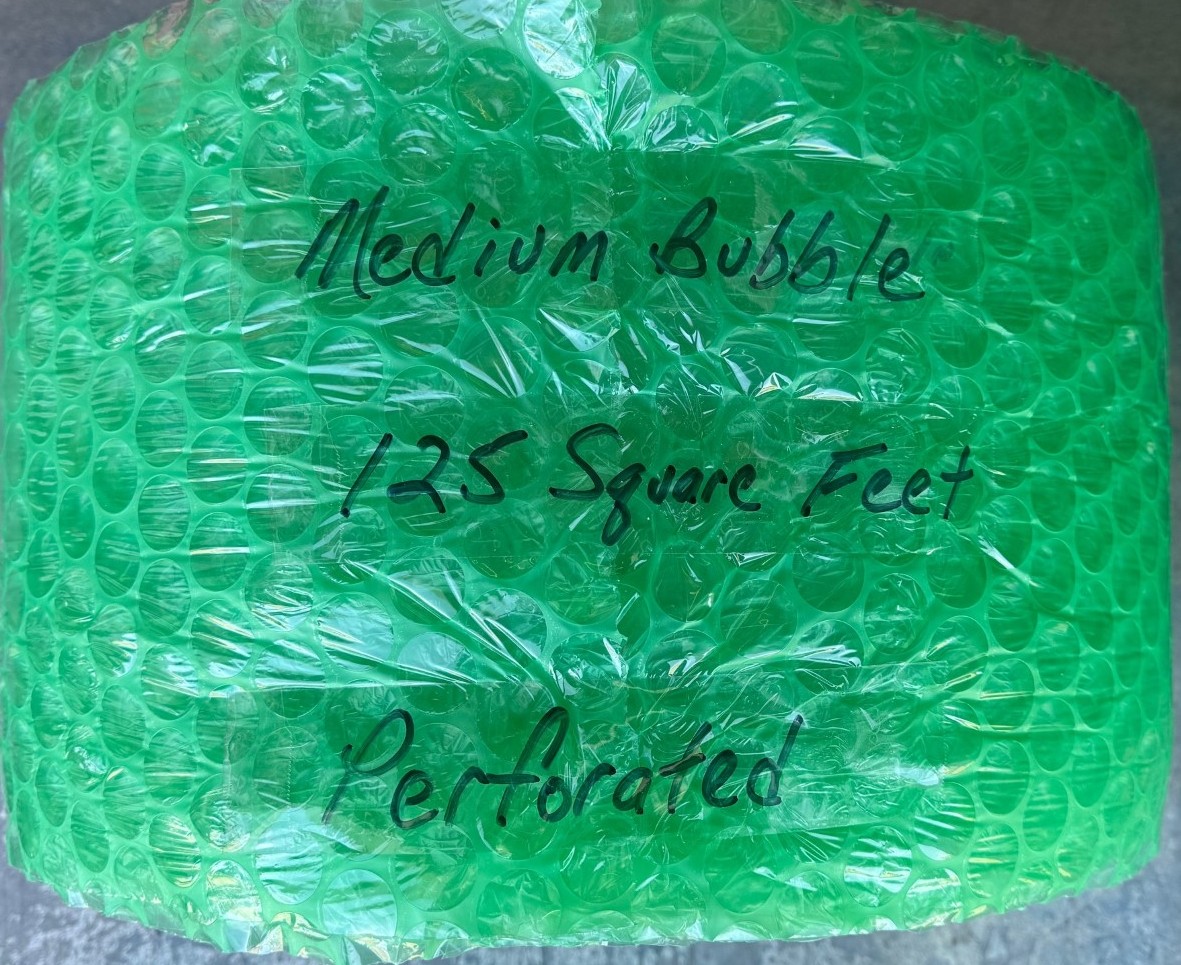 Medium Bubble
125 Square Feet
Perforated